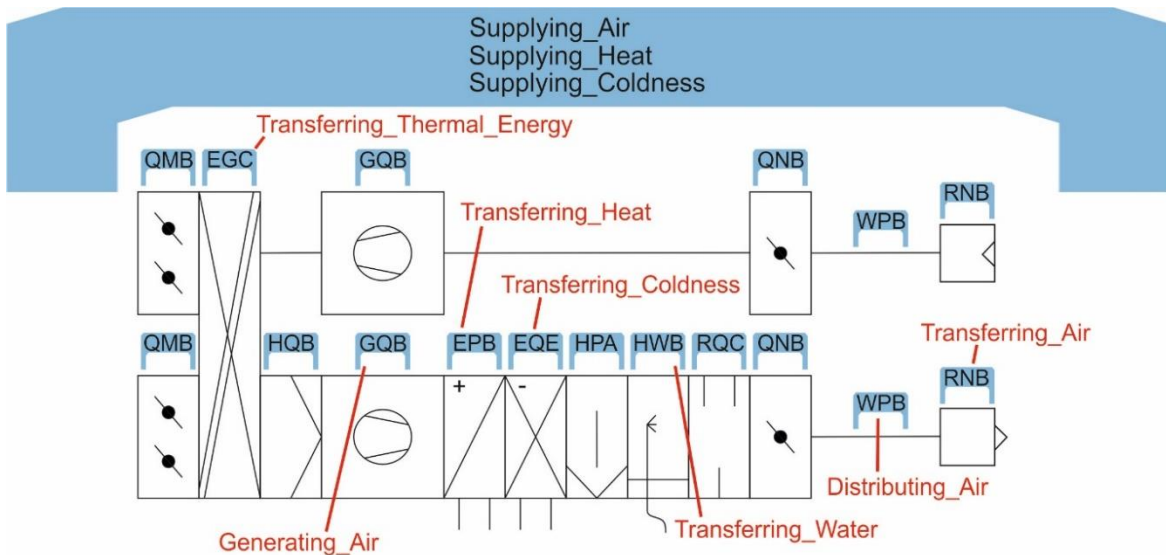 Supplying_Air
Supplying_Heat
Supplying_Coldness
Transferring_Thermal_Energy
QMB EGC GQB QNB
RNB
WPB
Transferring_Heat
Transferring_Coldness
Transferring_Air
QMB HQB GQB EPB EQE HPA HWB RQC QNB
RNB
WPB
+ -
Distributing_Air
Transferring_Water
Generating_Air